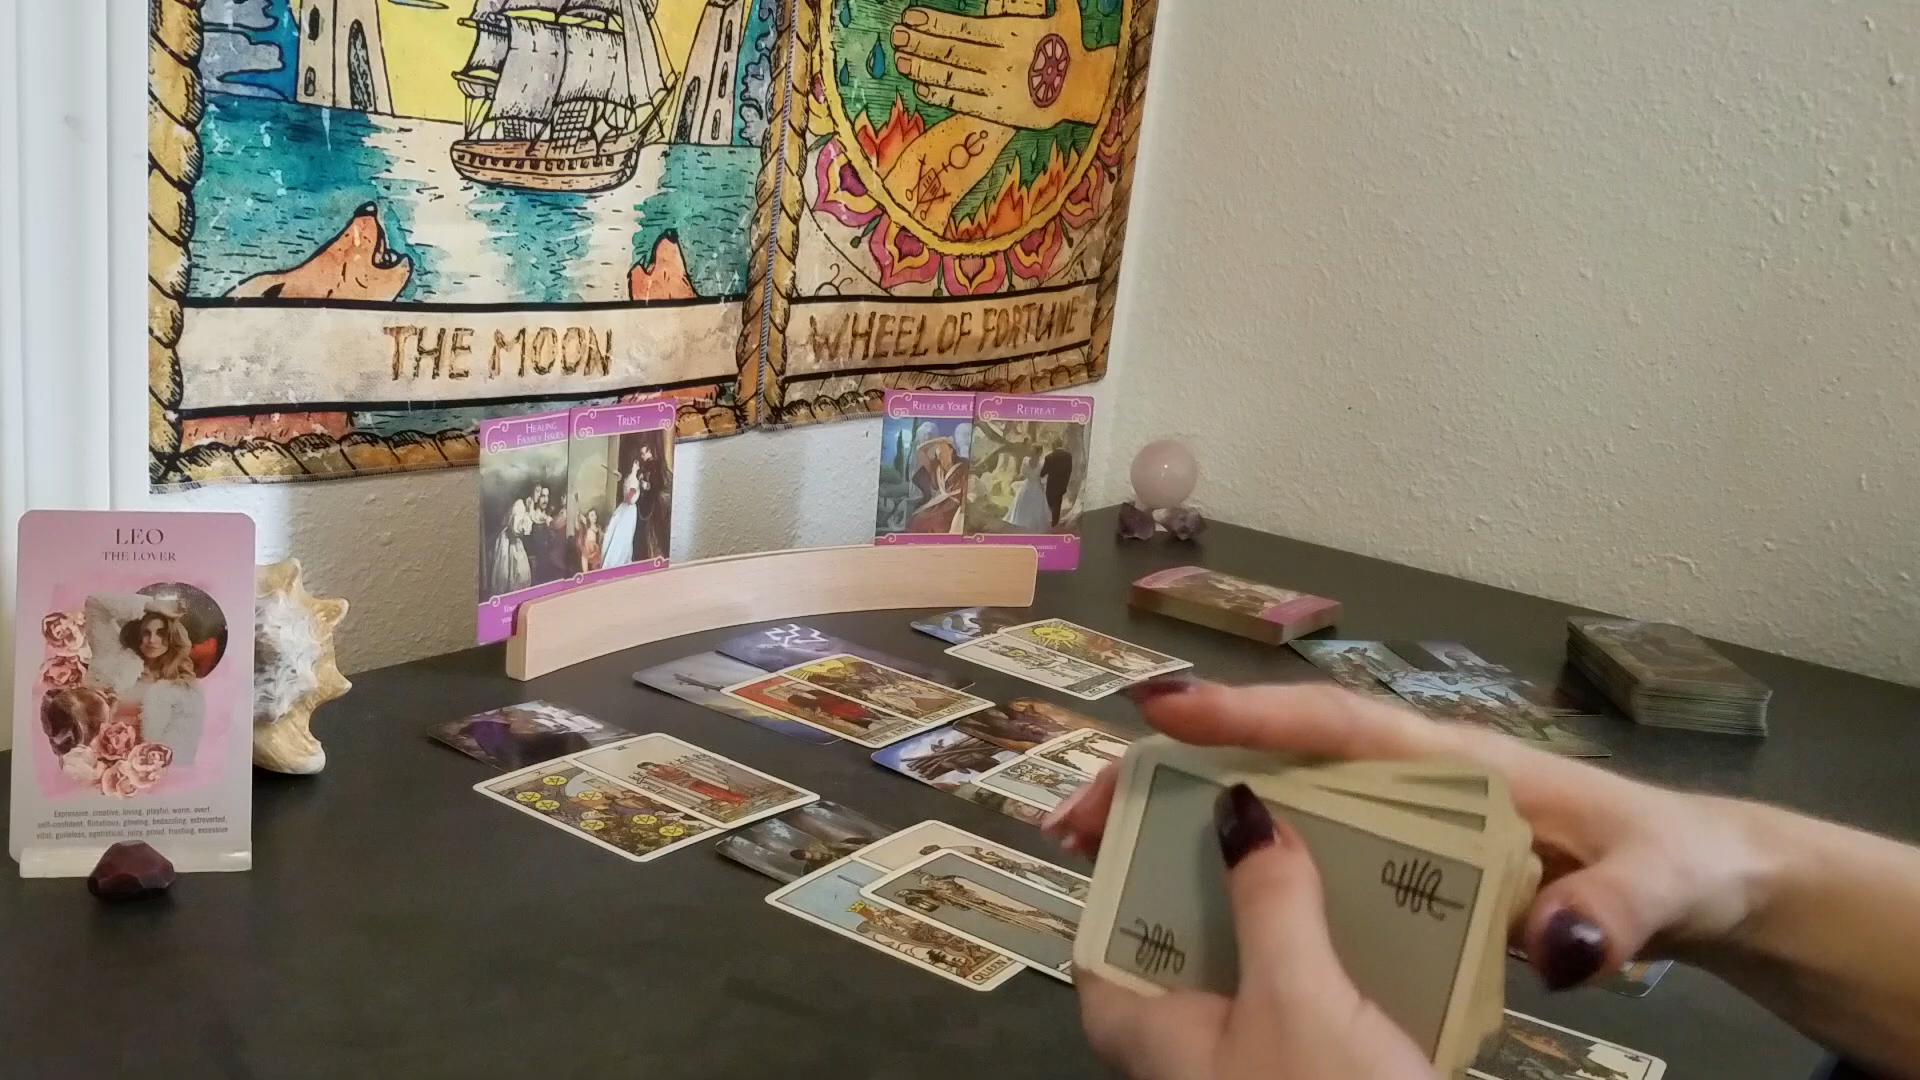 THE MOON
WHEEL OF FORTUNE
HEALING
FAMILY ISSUES
TRUST
RELEASE YOUR E
RETREAT
LEO
THE LOVER
Expressive, creative, loving, playful, warm, overt,
self-confident, flirtatious, glowing, bedazzling, extroverted,
vital, guileless, egotistical, juicy, proud, trusting, excessive
QUEEN